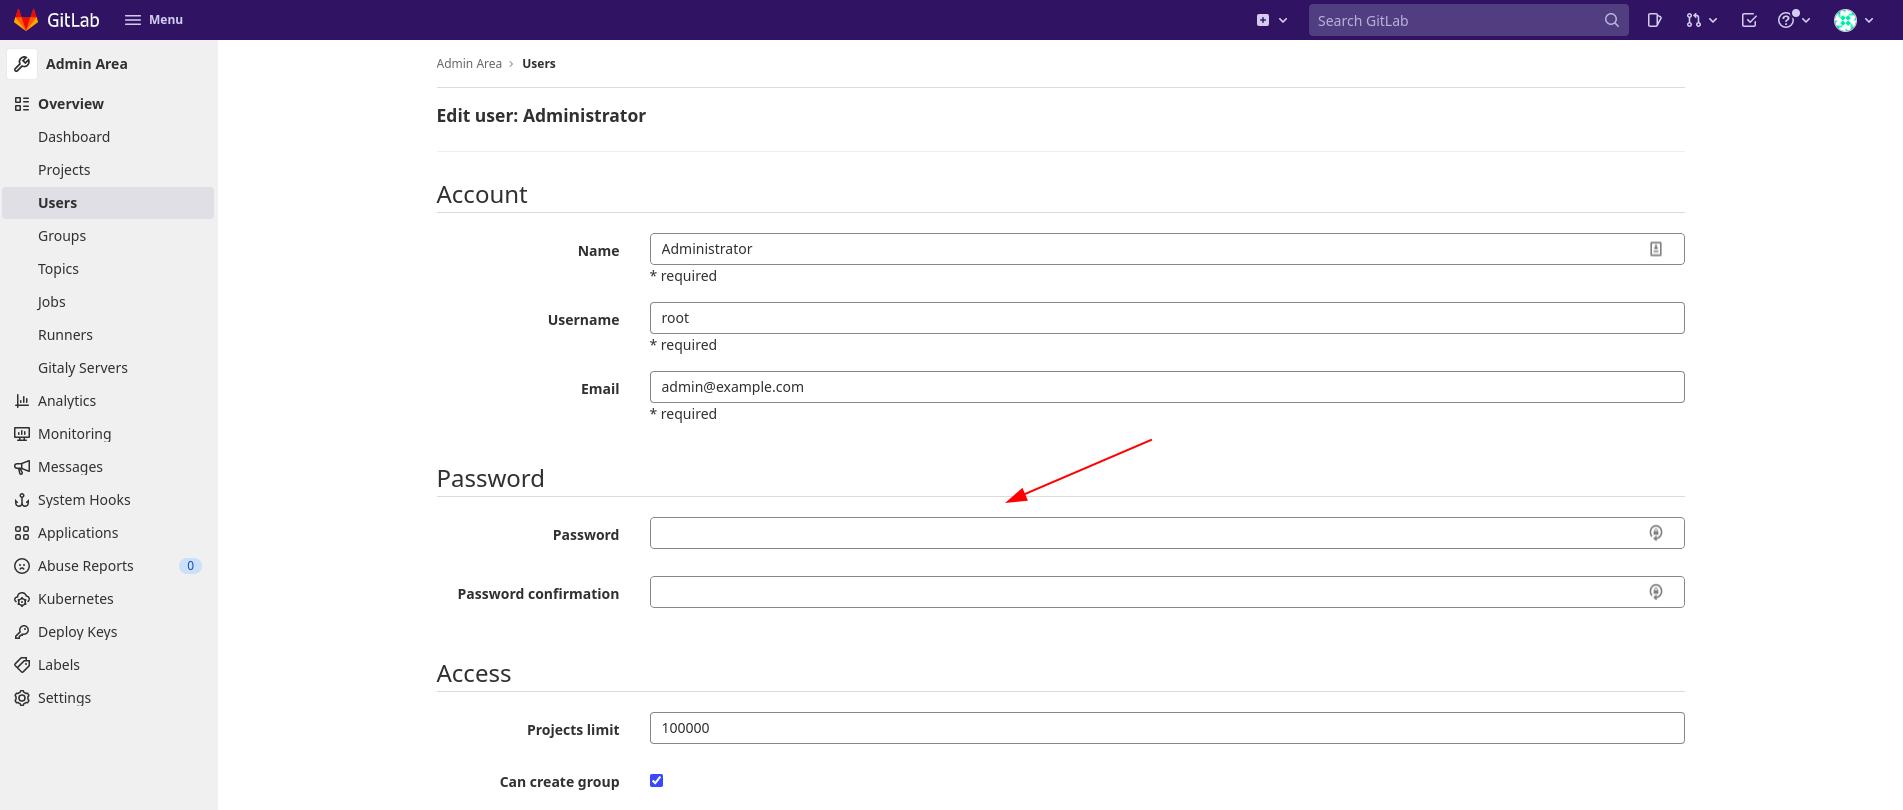 GitLab
Menu
Search GitLab
Admin Area
Overview
Dashboard
Projects
Users
Groups
Topics
Jobs
Runners
Gitaly Servers
Analytics
Monitoring
Messages
System Hooks
Applications
Abuse Reports 0
Kubernetes
Deploy Keys
Labels
Settings
Admin Area › Users
Edit user: Administrator
Account
Name Administrator
* required
Username root
* required
Email admin@example.com
* required
Password
Password
Password confirmation
Access
Projects limit 100000
Can create group